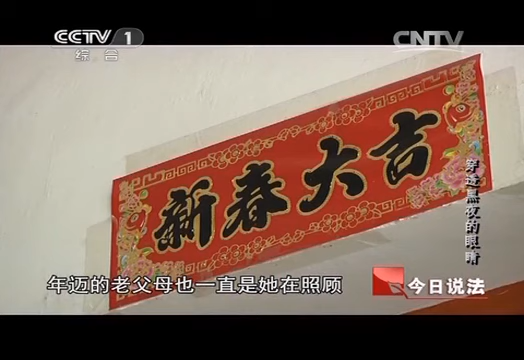 CCTV 1
综合
CNTV
新春大吉
穿透黑夜的眼睛
年迈的老父母也一直是她在照顾
今日说法